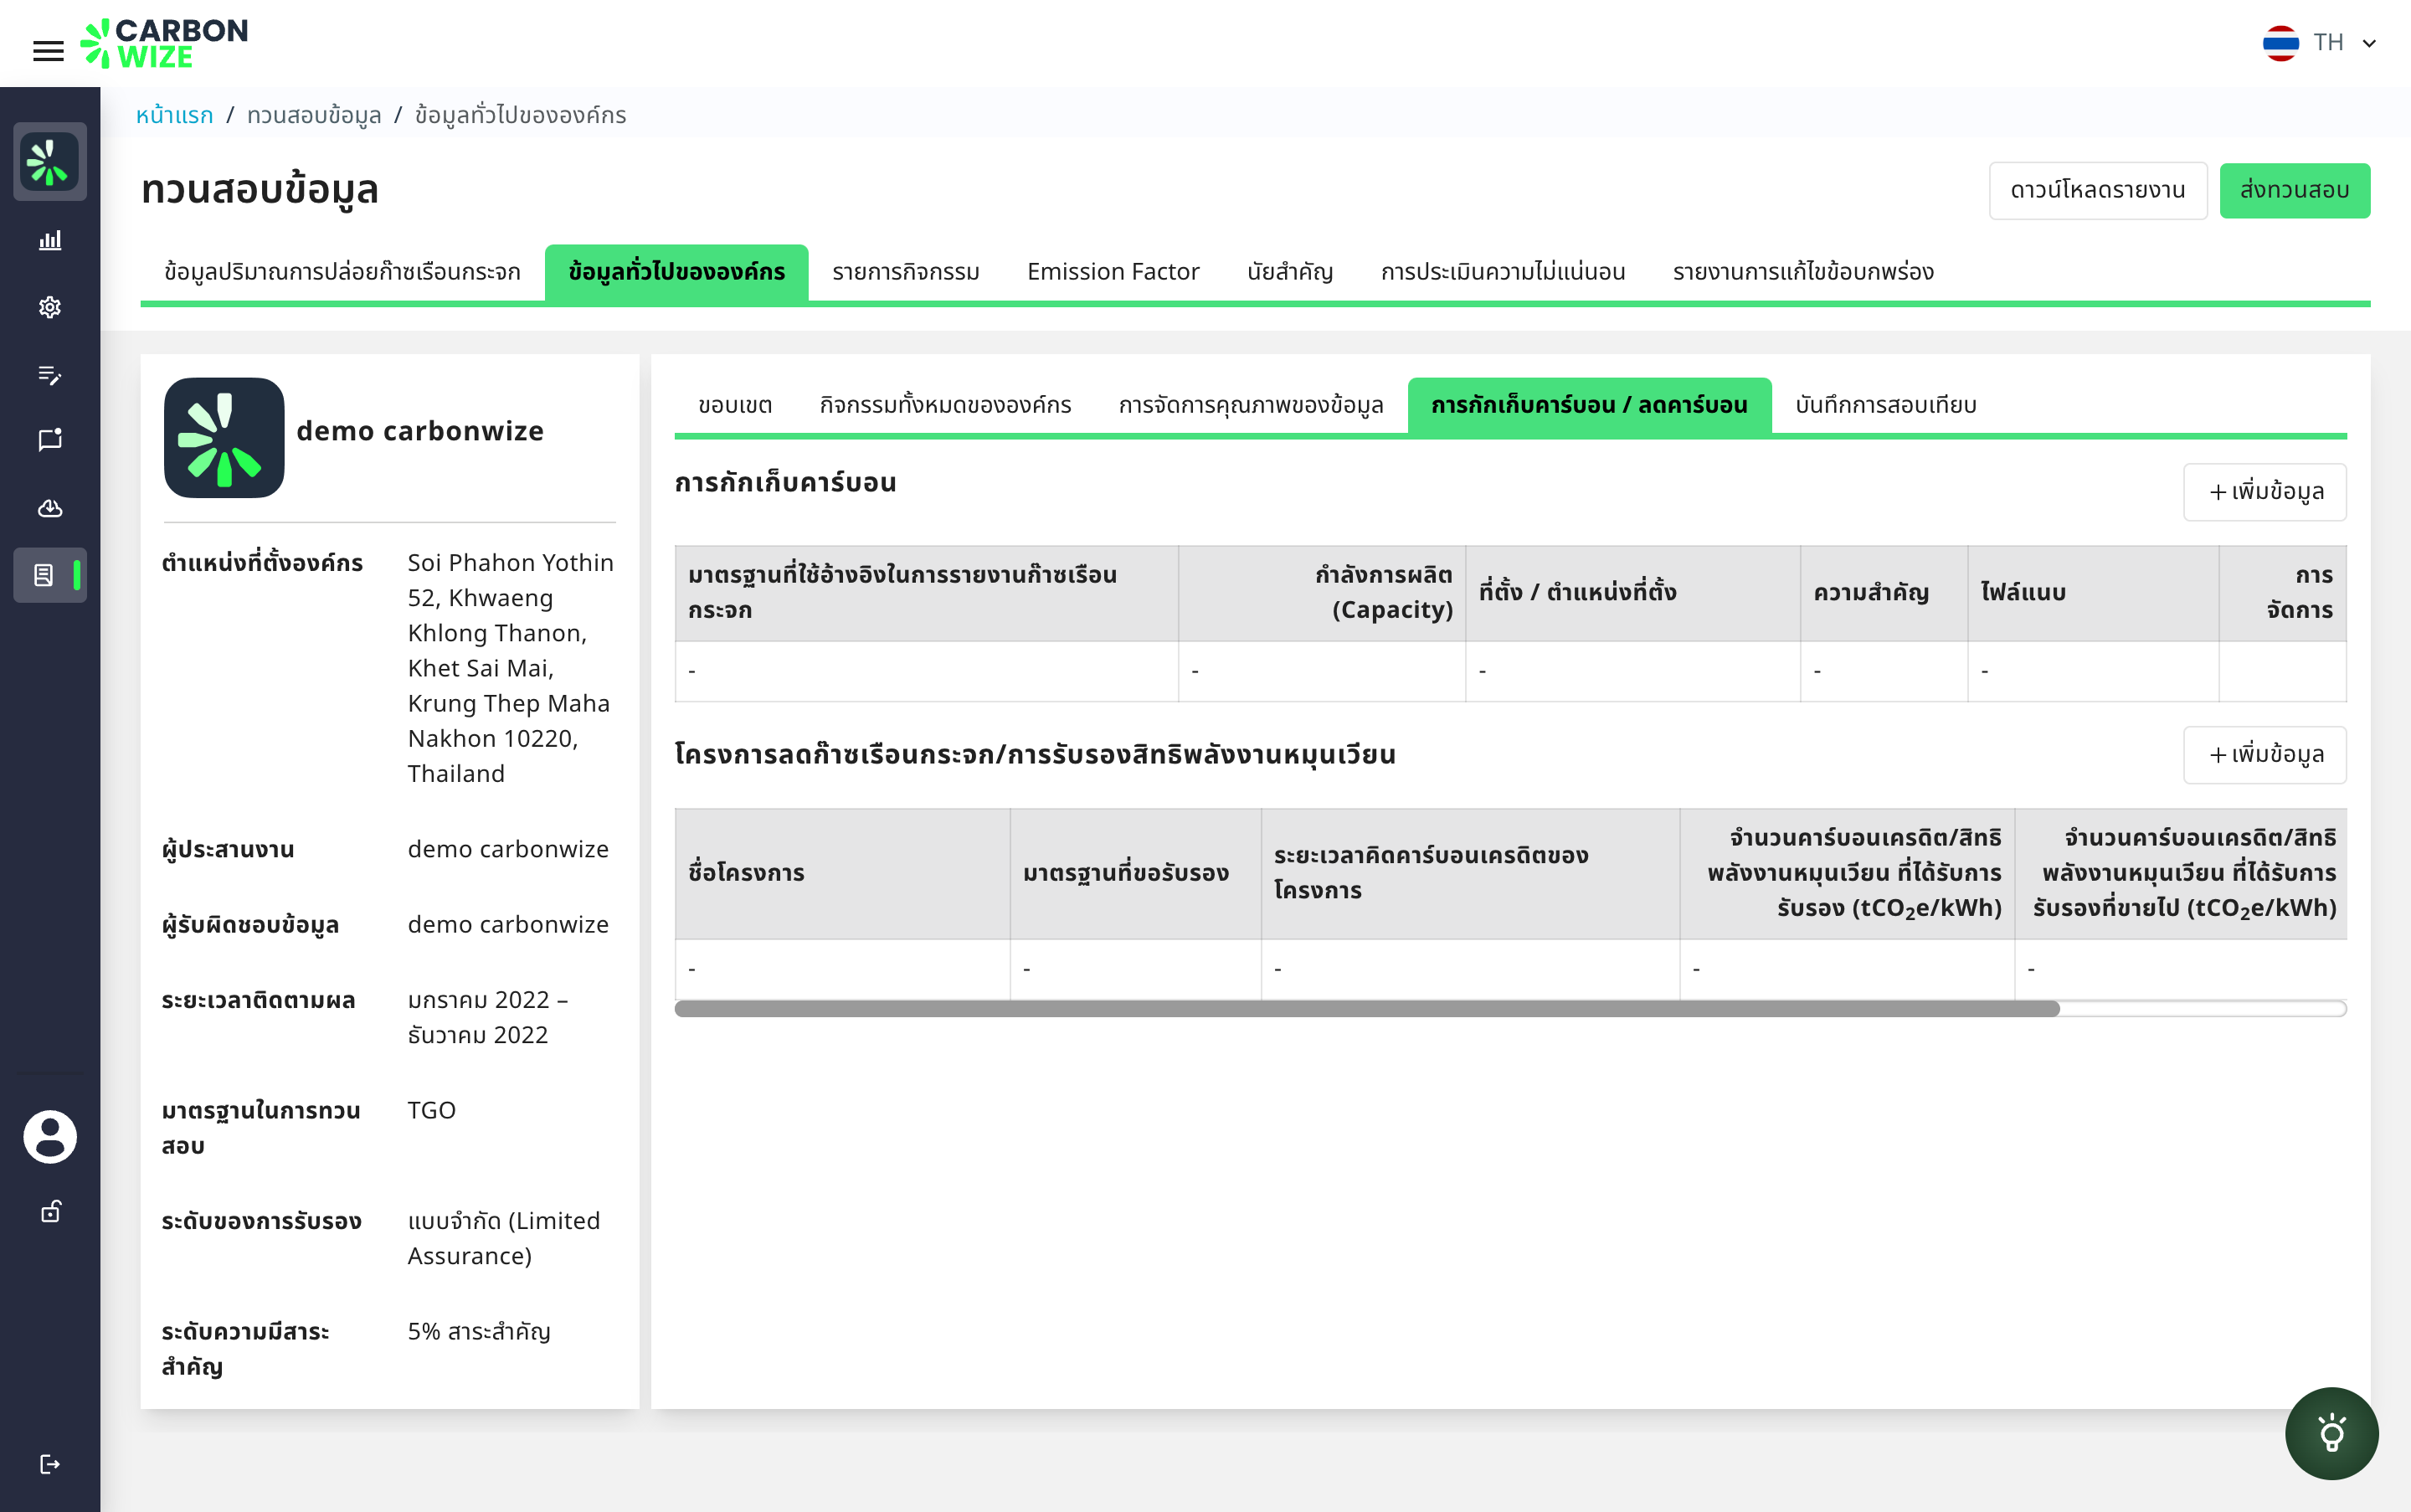 CARBON
WIZE
TH
หน้าแรก / ทวนสอบข้อมูล / ข้อมูลทั่วไปขององค์กร
ทวนสอบข้อมูล
ดาวน์โหลดรายงาน
ส่งทวนสอบ
ข้อมูลปริมาณการปล่อยก๊าซเรือนกระจก
ข้อมูลทั่วไปขององค์กร
รายการกิจกรรม
Emission Factor
นัยสำคัญ
การประเมินความไม่แน่นอน
รายงานการแก้ไขข้อบกพร่อง
demo carbonwize
ตำแหน่งที่ตั้งองค์กร
Soi Phahon Yothin
52, Khwaeng
Khlong Thanon,
Khet Sai Mai,
Krung Thep Maha
Nakhon 10220,
Thailand
ผู้ประสานงาน
demo carbonwize
ผู้รับผิดชอบข้อมูล
demo carbonwize
ระยะเวลาติดตามผล
มกราคม 2022 –
ธันวาคม 2022
มาตรฐานในการทวน
สอบ
TGO
ระดับของการรับรอง
แบบจำกัด (Limited
Assurance)
ระดับความมีสาระ
สำคัญ
5% สาระสำคัญ
ขอบเขต
กิจกรรมทั้งหมดขององค์กร
การจัดการคุณภาพของข้อมูล
การกักเก็บคาร์บอน / ลดคาร์บอน
บันทึกการสอบเทียบ
การกักเก็บคาร์บอน
+ เพิ่มข้อมูล
มาตรฐานที่ใช้อ้างอิงในการรายงานก๊าซเรือน
กระจก
กำลังการผลิต
(Capacity)
ที่ตั้ง / ตำแหน่งที่ตั้ง
ความสำคัญ
ไฟล์แนบ
การ
จัดการ
- - - - -
โครงการลดก๊าซเรือนกระจก/การรับรองสิทธิพลังงานหมุนเวียน
+ เพิ่มข้อมูล
ชื่อโครงการ
มาตรฐานที่ขอรับรอง
ระยะเวลาคิดคาร์บอนเครดิตของ
โครงการ
จำนวนคาร์บอนเครดิต/สิทธิ
พลังงานหมุนเวียน ที่ได้รับการ
รับรอง (tCO₂e/kWh)
จำนวนคาร์บอนเครดิต/สิทธิ
พลังงานหมุนเวียน ที่ได้รับการ
รับรองที่ขายไป (tCO₂e/kWh)
- - - - -